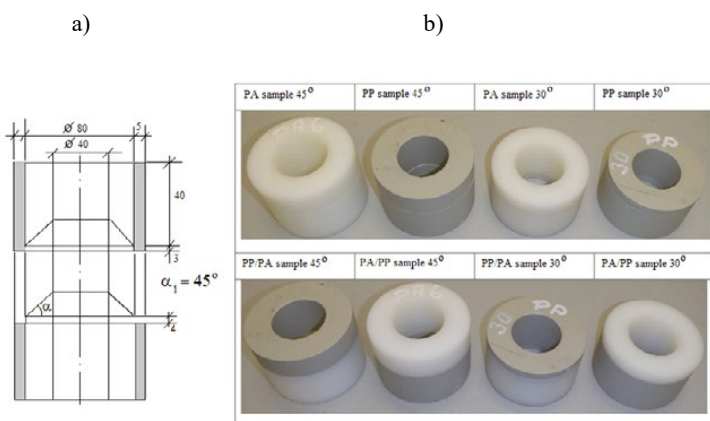 a) b)
PA sample 45° PP sample 45° PA sample 30° PP sample 30°
Ø 80 5
Ø 40
PA6 30 PP
40
3
PP/PA sample 45° PA/PP sample 45° PP/PA sample 30° PA/PP sample 30°
α₁ = 45°
PA6 30 PP
α
4